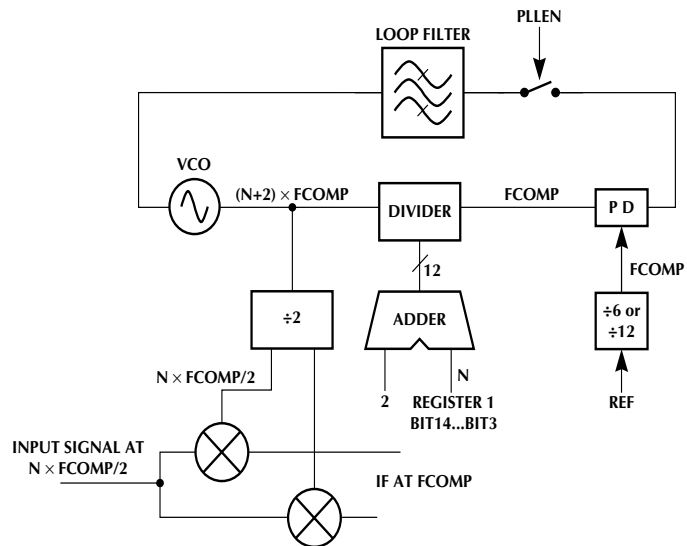 PLLEN
LOOP FILTER
VCO
(N+2) × FCOMP
DIVIDER
FCOMP
P D
12
FCOMP
÷2
ADDER
÷6 or
÷12
N × FCOMP/2
2
N
REGISTER 1
BIT14...BIT3
REF
INPUT SIGNAL AT
N × FCOMP/2
IF AT FCOMP